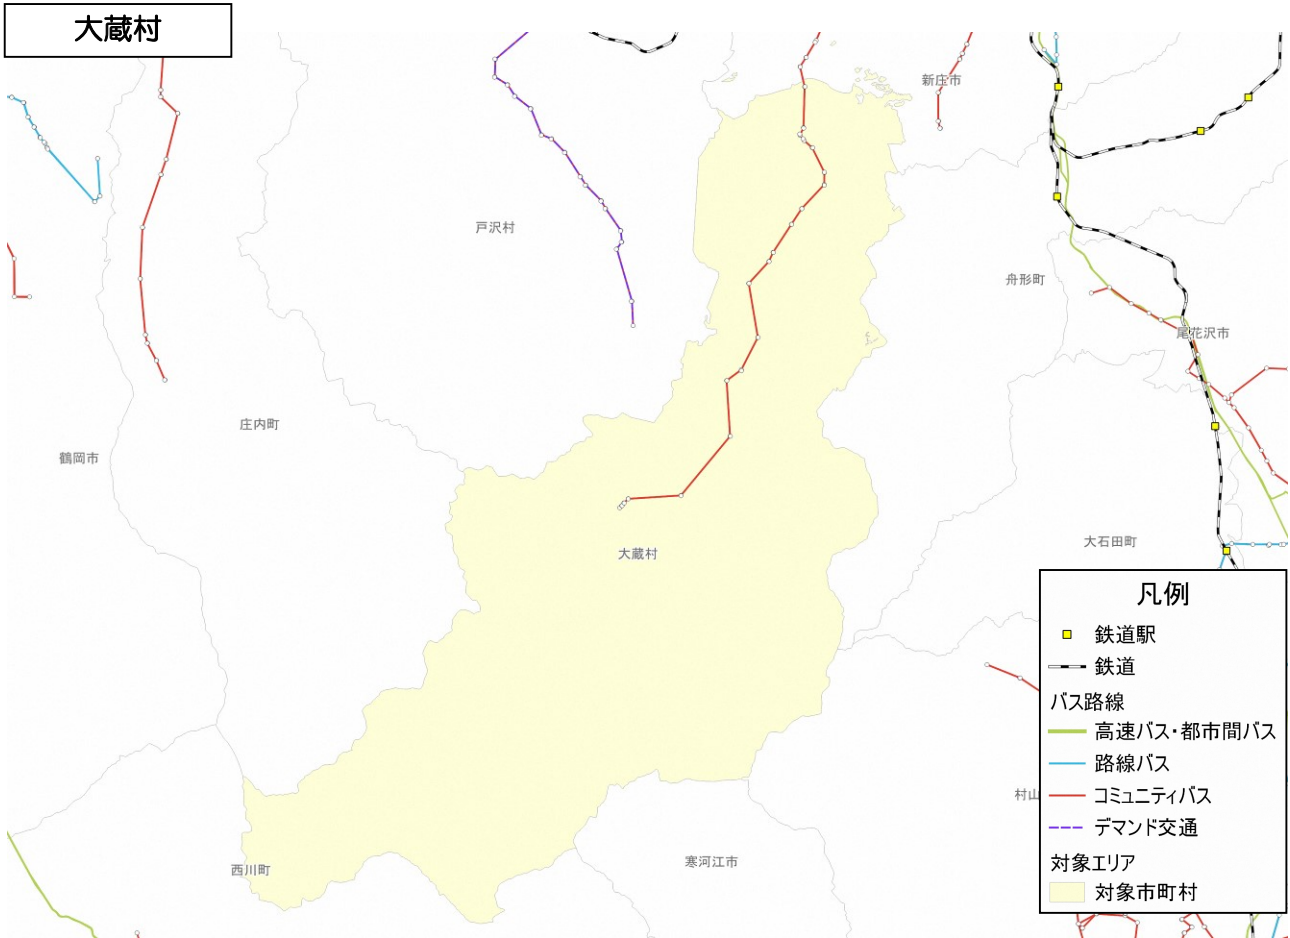 大蔵村
新庄市
戸沢村
舟形町
尾花沢市
庄内町
鶴岡市
大石田町
大蔵村
村山
西川町
寒河江市
凡例
鉄道駅
鉄道
バス路線
高速バス・都市間バス
路線バス
コミュニティバス
デマンド交通
対象エリア
対象市町村